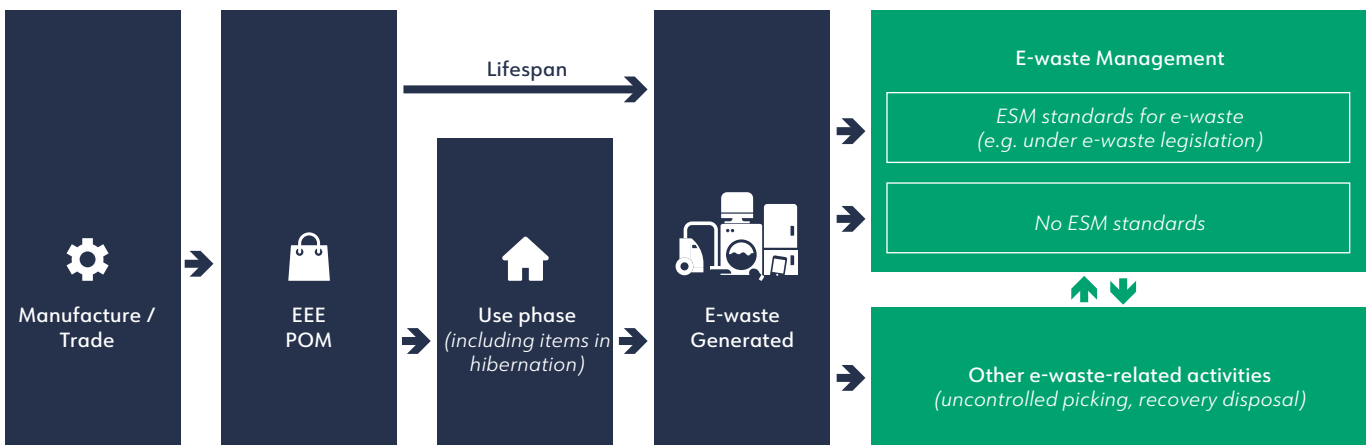 Manufacture /
Trade
EEE
POM
Lifespan
Use phase
(including items in
hibernation)
E-waste
Generated
E-waste Management
ESM standards for e-waste
(e.g. under e-waste legislation)
No ESM standards
Other e-waste-related activities
(uncontrolled picking, recovery disposal)